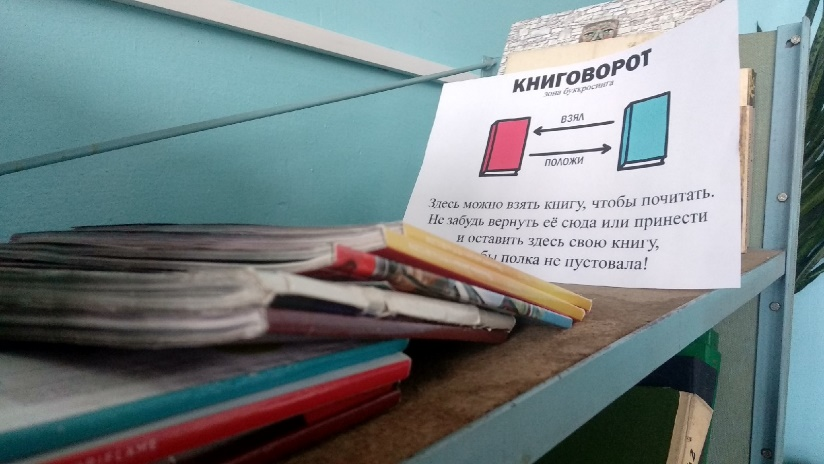 КНИГОВОРОТ
зона буккросинга
ВЗЯЛ
ПОЛОЖИ
Здесь можно взять книгу, чтобы почитать.
Не забудь вернуть её сюда или принести
и оставить здесь свою книгу,
полка не пустовала!